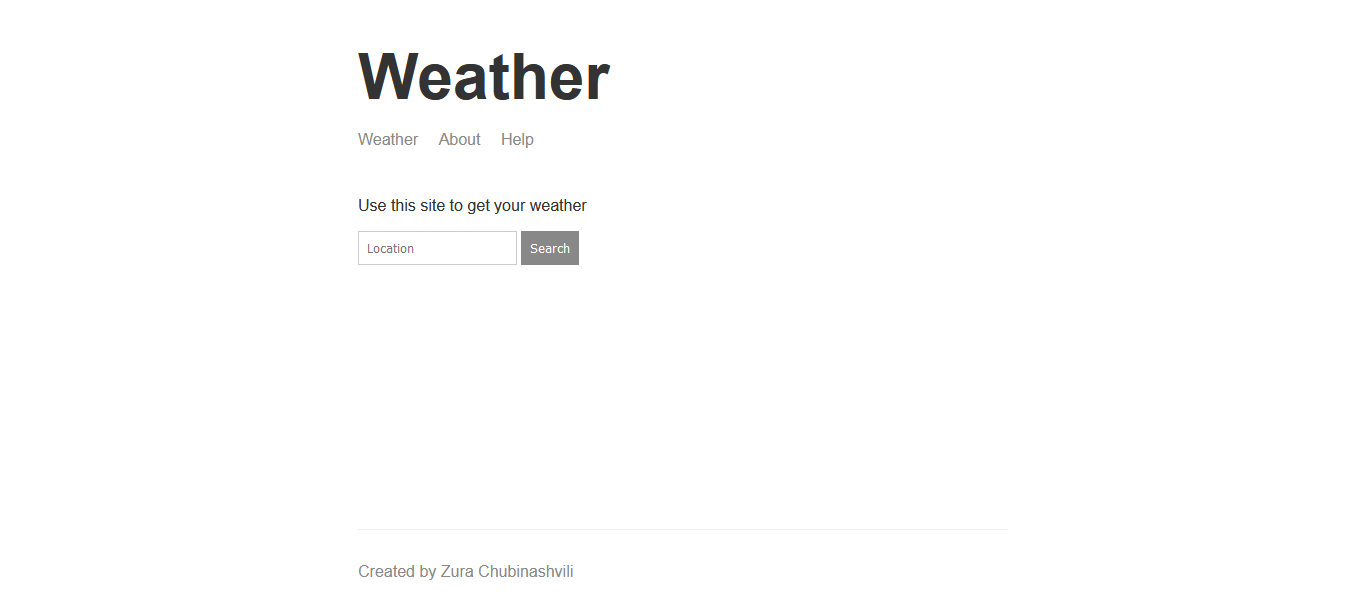 Weather
Weather About Help
Use this site to get your weather
Location Search
Created by Zura Chubinashvili